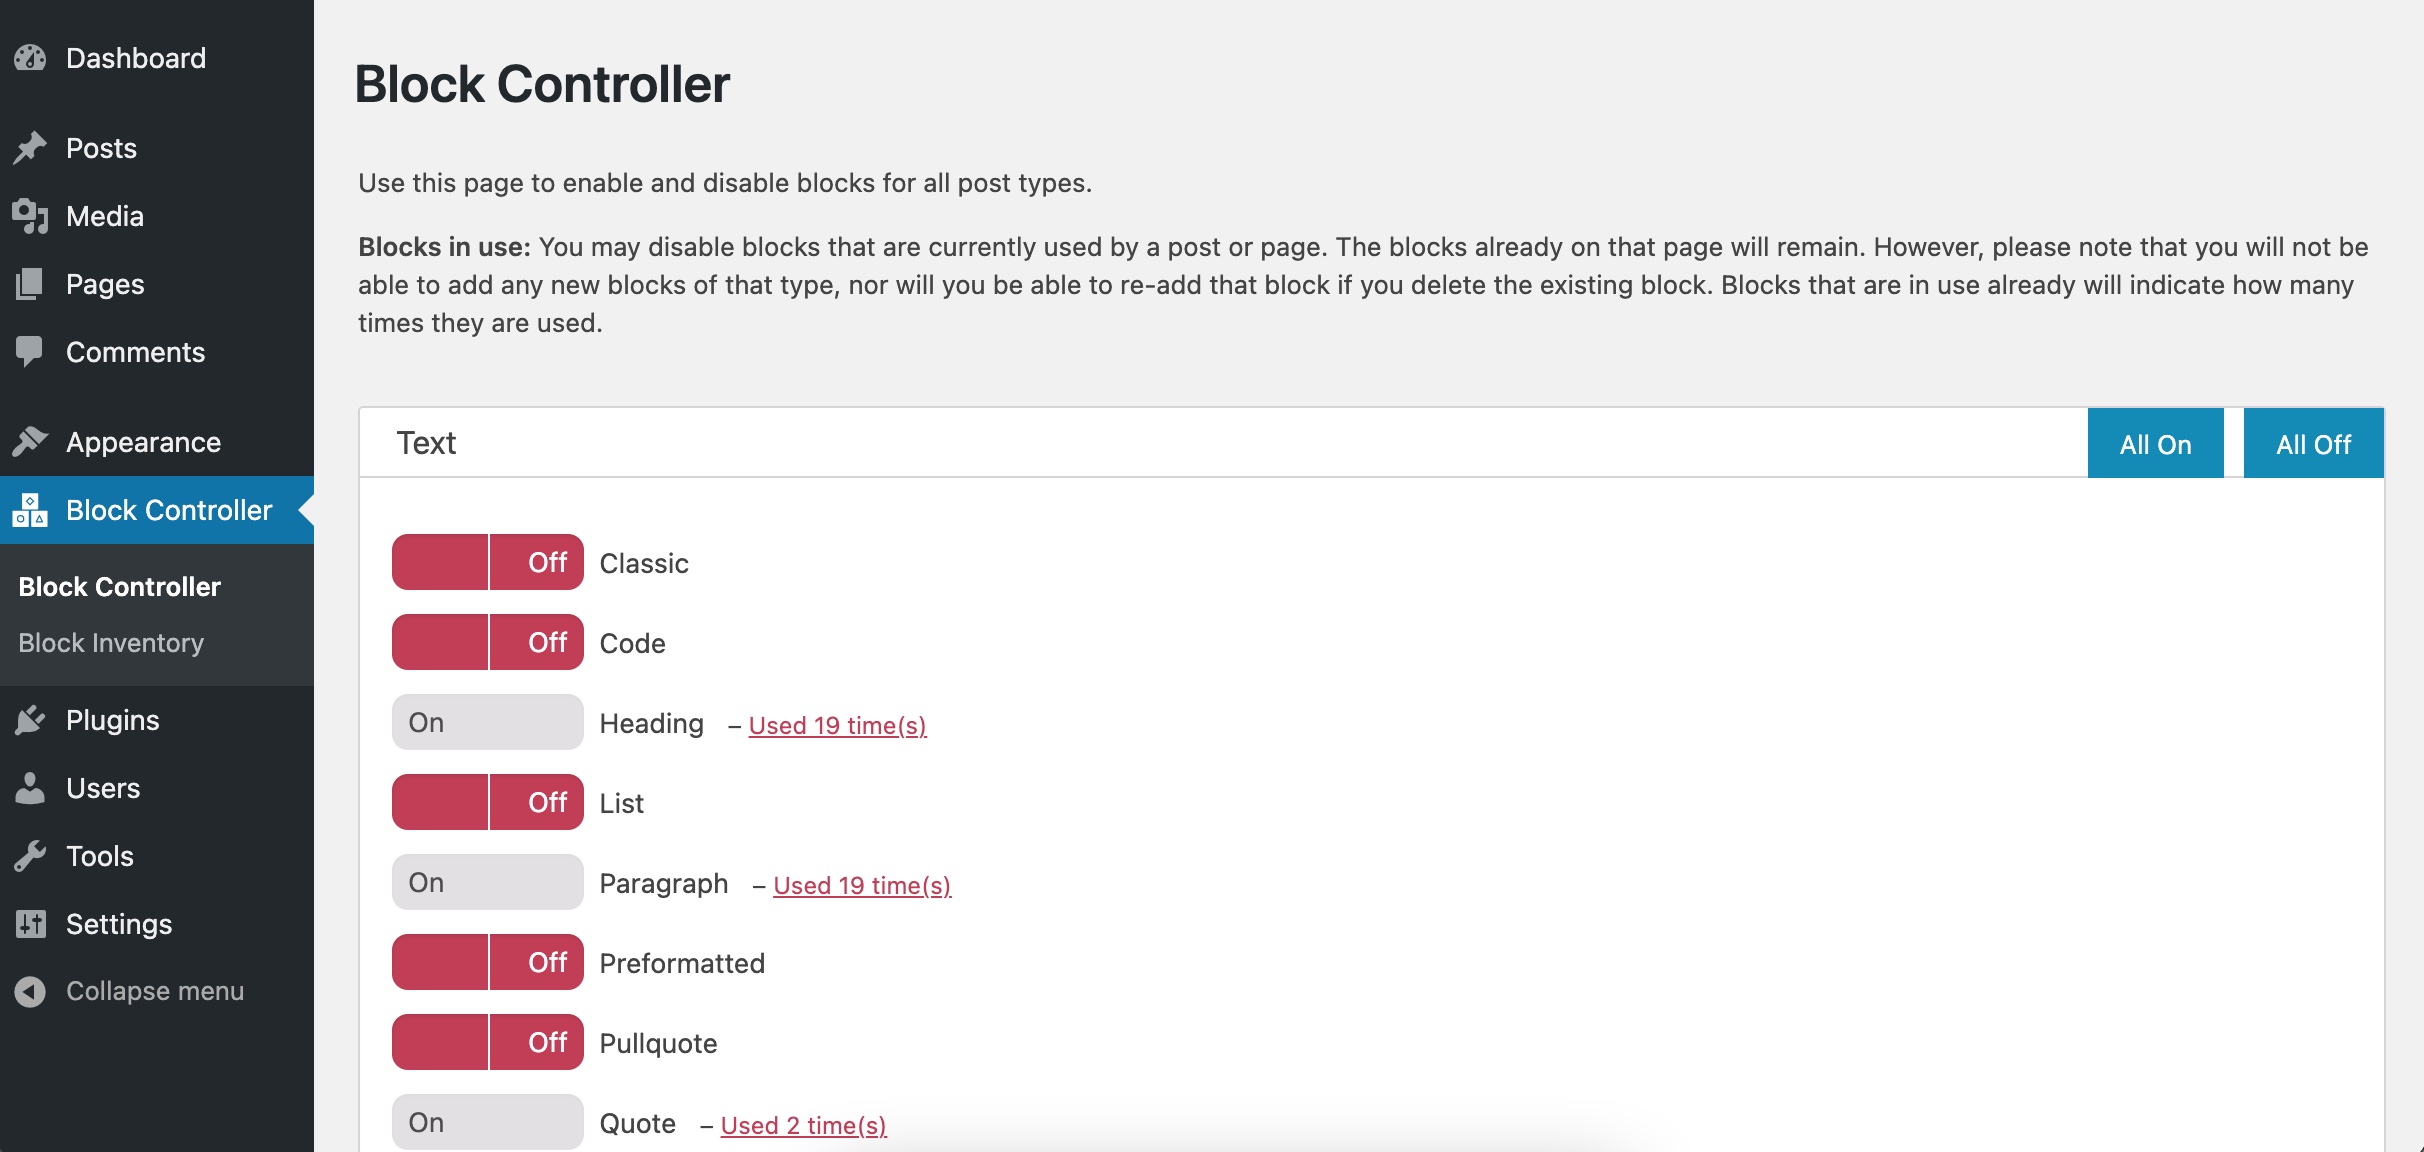 Dashboard
Posts
Media
Pages
Comments
Appearance
Block Controller
Block Controller
Block Inventory
Plugins
Users
Tools
Settings
Collapse menu
Block Controller
Use this page to enable and disable blocks for all post types.
Blocks in use: You may disable blocks that are currently used by a post or page. The blocks already on that page will remain. However, please note that you will not be
able to add any new blocks of that type, nor will you be able to re-add that block if you delete the existing block. Blocks that are in use already will indicate how many
times they are used.
Text All On All Off
Off Classic
Off Code
On Heading – Used 19 time(s)
Off List
On Paragraph – Used 19 time(s)
Off Preformatted
Off Pullquote
On Quote – Used 2 time(s)